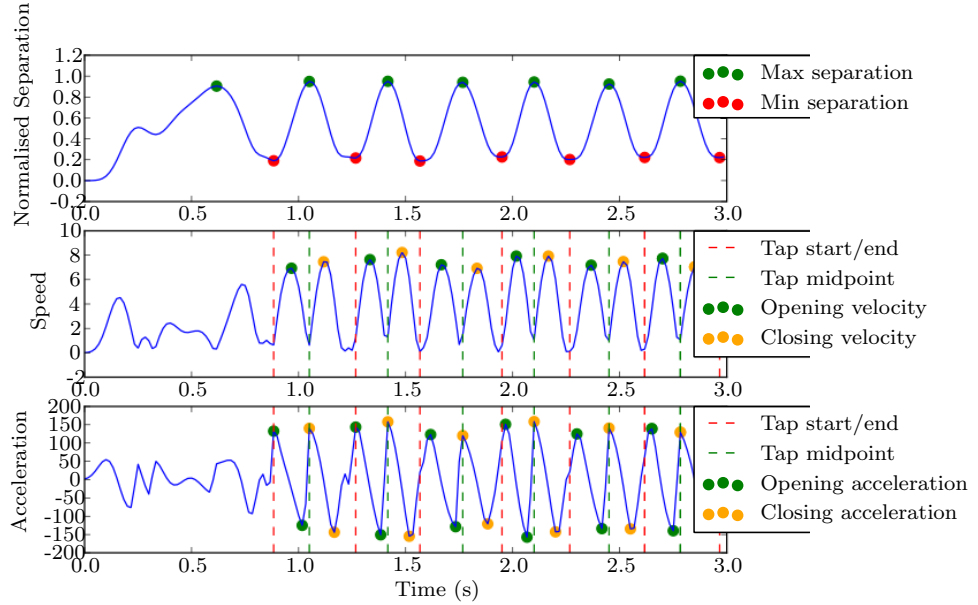 1.2
1.0
0.8
0.6
0.4
0.2
0.0
-0.2
Normalised Separation
0.0 0.5 1.0 1.5 2.0 2.5 3.0
Max separation
Min separation
10
8
6
4
2
0
-2
Speed
0.0 0.5 1.0 1.5 2.0 2.5 3.0
Tap start/end
Tap midpoint
Opening velocity
Closing velocity
200
150
100
50
0
-50
-100
-150
-200
Acceleration
0.0 0.5 1.0 1.5 2.0 2.5 3.0
Time (s)
Tap start/end
Tap midpoint
Opening acceleration
Closing acceleration